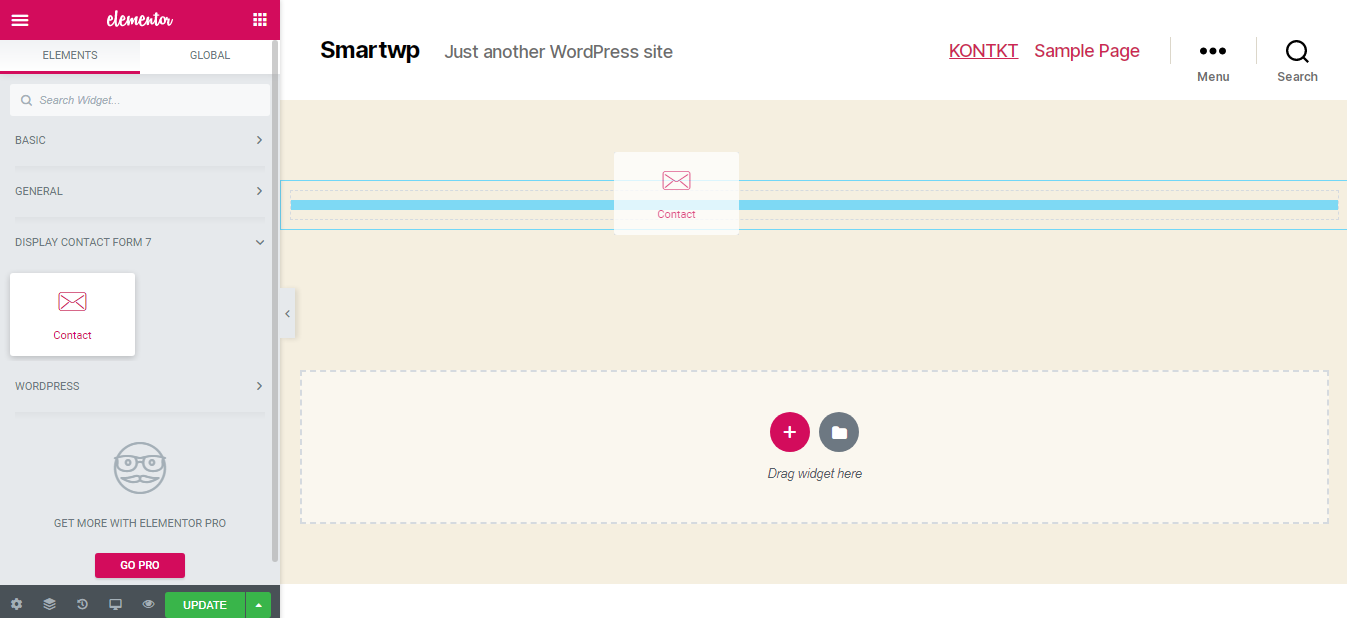 elementor
ELEMENTS GLOBAL
Search Widget...
BASIC
GENERAL
DISPLAY CONTACT FORM 7
Contact
WORDPRESS
GET MORE WITH ELEMENTOR PRO
GO PRO
UPDATE
Smartwp Just another WordPress site KONTKT Sample Page
Menu Search
Contact
Drag widget here